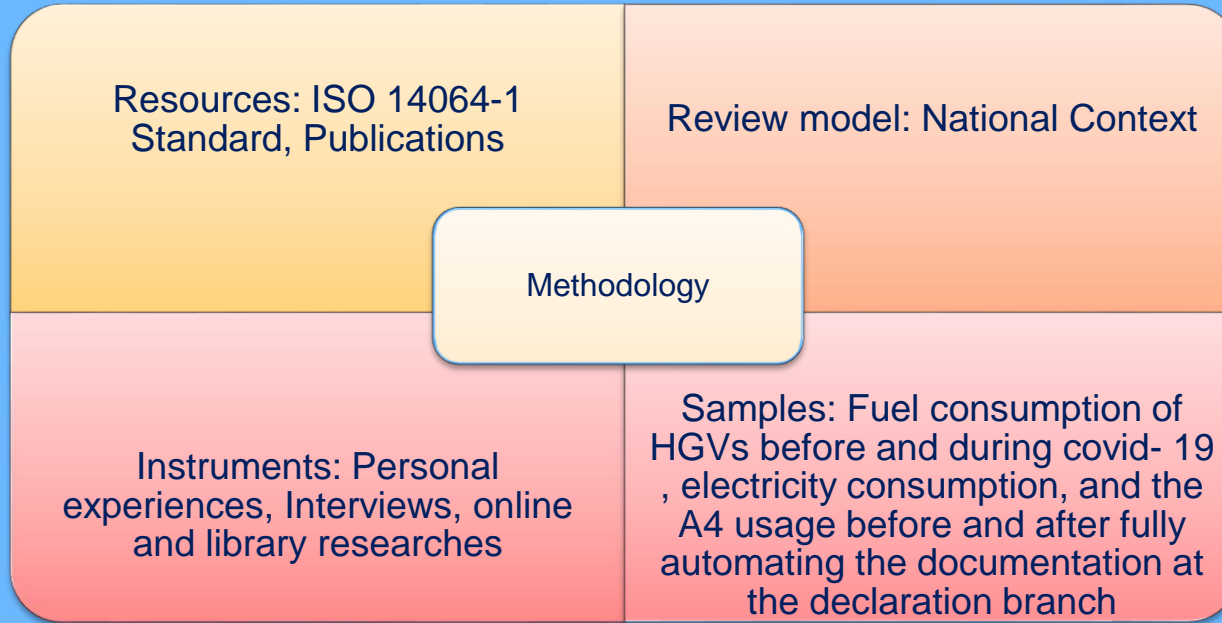 Resources: ISO 14064-1
Standard, Publications
Review model: National Context
Methodology
Instruments: Personal
experiences, Interviews, online
and library researches
Samples: Fuel consumption of
HGVs before and during covid- 19
, electricity consumption, and the
A4 usage before and after fully
automating the documentation at
the declaration branch